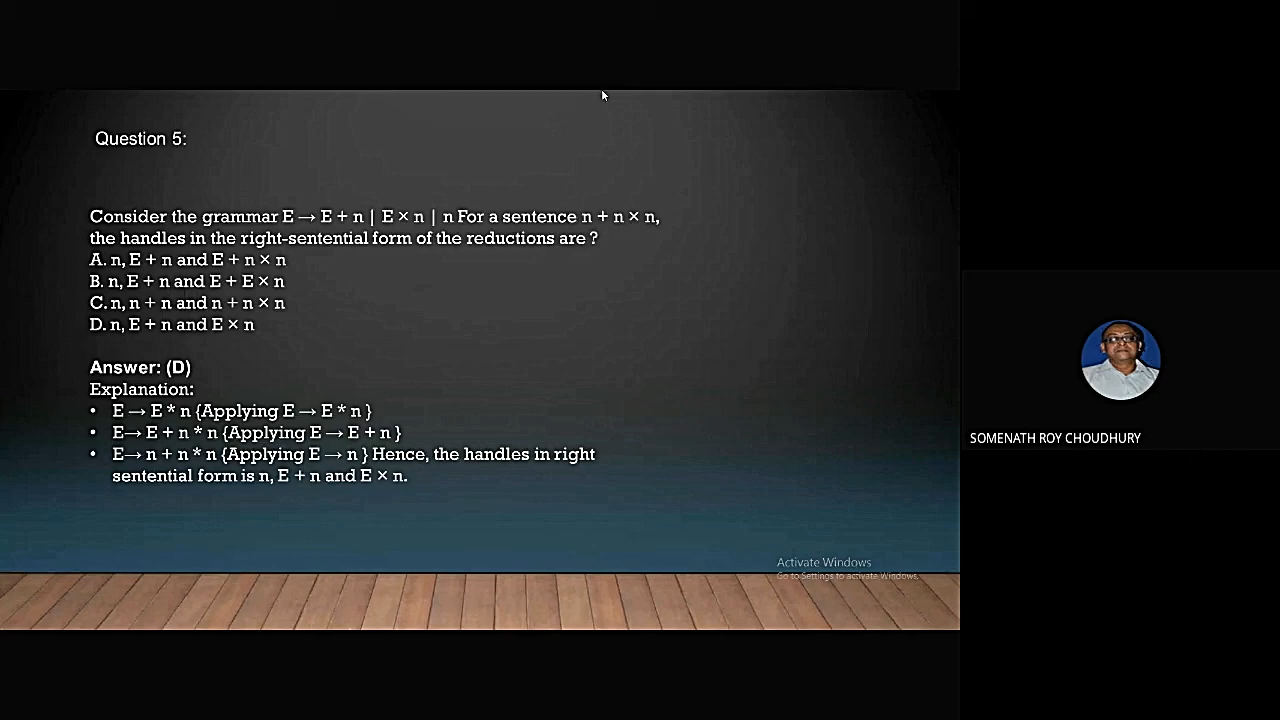 Question 5:
Consider the grammar E → E + n | E × n | n For a sentence n + n × n,
the handles in the right-sentential form of the reductions are ?
A. n, E + n and E + n × n
B. n, E + n and E + E × n
C. n, n + n and n + n × n
D. n, E + n and E × n
Answer: (D)
Explanation:
• E → E * n {Applying E → E * n }
• E→ E + n * n {Applying E → E + n }
• E→ n + n * n {Applying E → n } Hence, the handles in right
sentential form is n, E + n and E × n.
SOMENATH ROY CHOUDHURY
Activate Windows
Go to Settings to activate Windows.